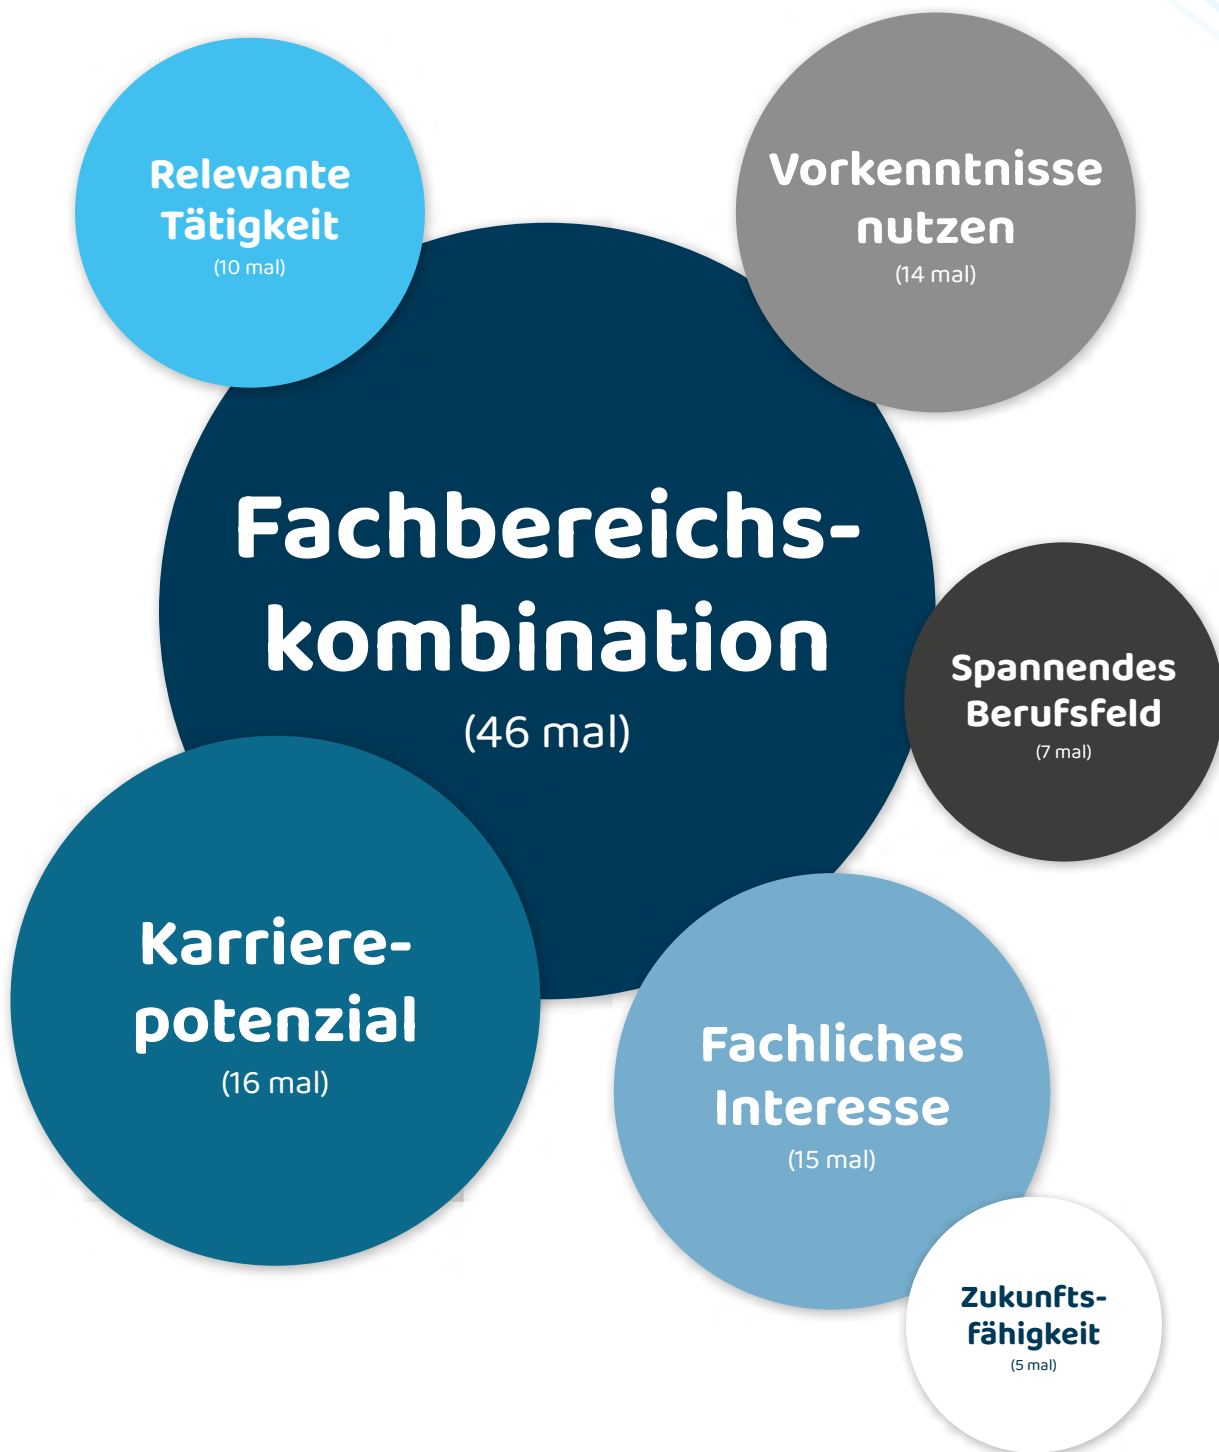 Relevante
Tätigkeit
(10 mal)
Vorkenntnisse
nutzen
(14 mal)
Fachbereichs-
kombination
(46 mal)
Spannendes
Berufsfeld
(7 mal)
Karriere-
potenzial
(16 mal)
Fachliches
Interesse
(15 mal)
Zukunfts-
fähigkeit
(5 mal)